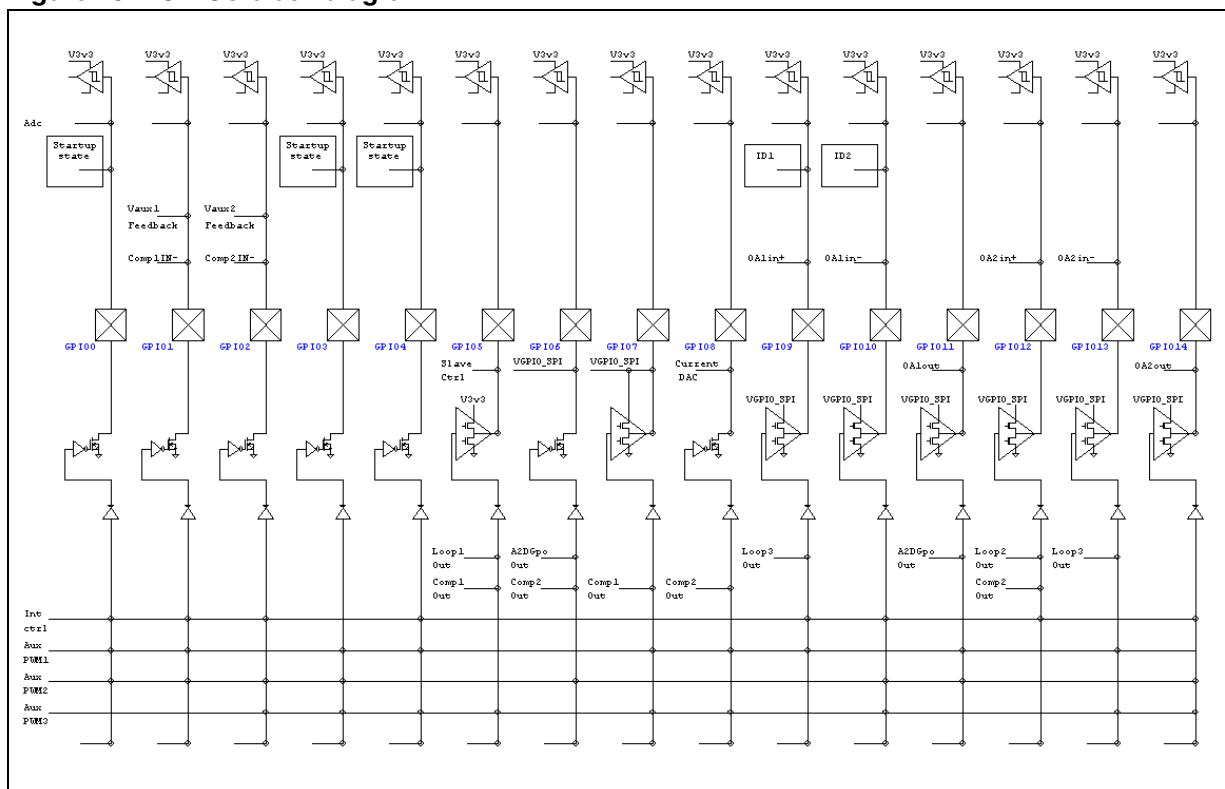 V3v3 V3v3 V3v3 V3v3 V3v3 V3v3 V3v3 V3v3 V3v3 V3v3 V3v3 V3v3 V3v3 V3v3 V3v3
Adc
Startup Startup Startup ID1 ID2
state state state
Vaux1 Vaux2
Feedback Feedback
Comp1IN- Comp2IN- OA1in+ OA1in- OA2in+ OA2in-
GPIO0 GPIO1 GPIO2 GPIO3 GPIO4 GPIO5 GPIO6 GPIO7 GPIO8 GPIO9 GPIO10 GPIO11 GPIO12 GPIO13 GPIO14
Slave VGPIO_SPI VGPIO_SPI Current OA1out OA2out
Ctrl DAC
V3v3 VGPIO_SPI VGPIO_SPI VGPIO_SPI VGPIO_SPI VGPIO_SPI VGPIO_SPI
Loop1 A2DGpo Loop3 A2DGpo Loop2 Loop3
Out Out Out Out Out Out
Comp1 Comp2 Comp1 Comp2 Comp2
Out Out Out Out Out
Int
ctrl
Aux
PWM1
Aux
PWM2
Aux
PWM3